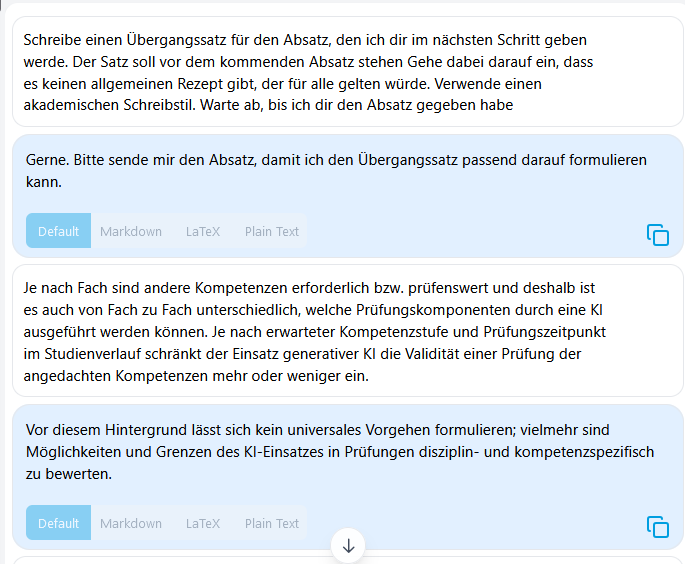 Schreibe einen Übergangssatz für den Absatz, den ich dir im nächsten Schritt geben
werde. Der Satz soll vor dem kommenden Absatz stehen Gehe dabei darauf ein, dass
es keinen allgemeinen Rezept gibt, der für alle gelten würde. Verwende einen
akademischen Schreibstil. Warte ab, bis ich dir den Absatz gegeben habe
Gerne. Bitte sende mir den Absatz, damit ich den Übergangssatz passend darauf formulieren
kann.
Default Markdown LaTeX Plain Text
Je nach Fach sind andere Kompetenzen erforderlich bzw. prüfenswert und deshalb ist
es auch von Fach zu Fach unterschiedlich, welche Prüfungskomponenten durch eine KI
ausgeführt werden können. Je nach erwarteter Kompetenzstufe und Prüfungszeitpunkt
im Studienverlauf schränkt der Einsatz generativer KI die Validität einer Prüfung der
angedachten Kompetenzen mehr oder weniger ein.
Vor diesem Hintergrund lässt sich kein universales Vorgehen formulieren; vielmehr sind
Möglichkeiten und Grenzen des KI-Einsatzes in Prüfungen disziplin- und kompetenzspezifisch
zu bewerten.
Default Markdown LaTeX Plain Text